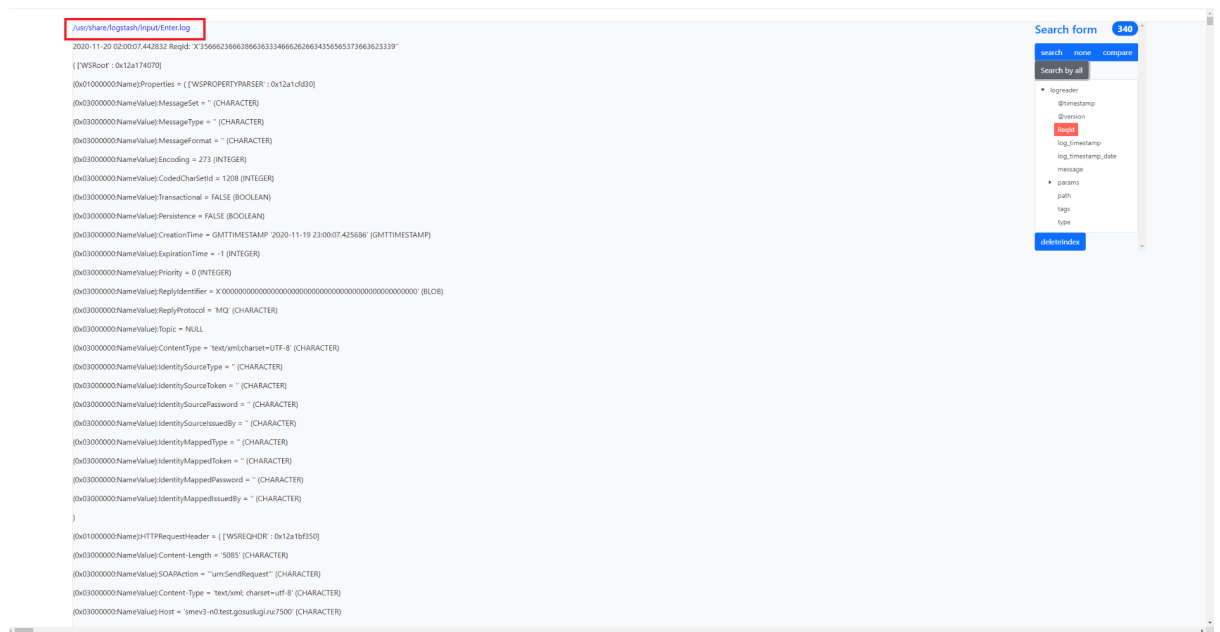 /usr/share/logstash/input/Enter.log
( ['WSRoot' : 0x12a174070]
(0x01000000:Name):Properties = ( ['WSPROPERTYPARSER' : 0x12a1cfd30]
(0x03000000:NameValue):MessageSet = '' (CHARACTER)
(0x03000000:NameValue):MessageType = '' (CHARACTER)
(0x03000000:NameValue):MessageFormat = '' (CHARACTER)
(0x03000000:NameValue):Encoding = 273 (INTEGER)
(0x03000000:NameValue):CodedCharSetId = 1208 (INTEGER)
(0x03000000:NameValue):Transactional = FALSE (BOOLEAN)
(0x03000000:NameValue):Persistence = FALSE (BOOLEAN)
(0x03000000:NameValue):CreationTime = GMTTIMESTAMP '2020-11-19 23:00:07.425686' (GMTTIMESTAMP)
(0x03000000:NameValue):ExpirationTime = -1 (INTEGER)
(0x03000000:NameValue):Priority = 0 (INTEGER)
(0x03000000:NameValue):ReplyIdentifier = X'000000000000000000000000000000000000000000000000' (BLOB)
(0x03000000:NameValue):ReplyProtocol = 'MQ' (CHARACTER)
(0x03000000:NameValue):Topic = NULL
(0x03000000:NameValue):ContentType = 'text/xml;charset=UTF-8' (CHARACTER)
(0x03000000:NameValue):IdentitySourceType = '' (CHARACTER)
(0x03000000:NameValue):IdentitySourceToken = '' (CHARACTER)
(0x03000000:NameValue):IdentitySourcePassword = '' (CHARACTER)
(0x03000000:NameValue):IdentitySourceIssuedBy = '' (CHARACTER)
(0x03000000:NameValue):IdentityMappedType = '' (CHARACTER)
(0x03000000:NameValue):IdentityMappedToken = '' (CHARACTER)
(0x03000000:NameValue):IdentityMappedPassword = '' (CHARACTER)
(0x03000000:NameValue):IdentityMappedIssuedBy = '' (CHARACTER)
)
(0x01000000:Name):HTTPRequestHeader = ( ['WSREQHDR' : 0x12a1bf350]
(0x03000000:NameValue):Content-Length = '5085' (CHARACTER)
(0x03000000:NameValue):SOAPAction = '"urn:SendRequest"' (CHARACTER)
(0x03000000:NameValue):Content-Type = 'text/xml; charset=utf-8' (CHARACTER)
(0x03000000:NameValue):Host = 'smev3-n0.test.gosuslugi.ru:7500' (CHARACTER)
Search form 340
search none compare
Search by all
logreader
@timestamp
@version
ReqId
log_timestamp
log_timestamp_date
message
params
path
tags
type
deleteIndex